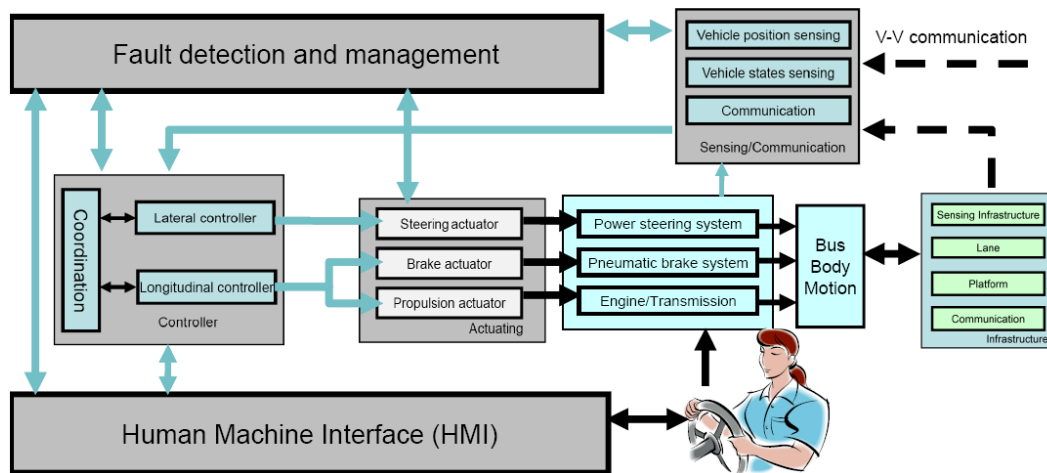 Fault detection and management
Vehicle position sensing
Vehicle states sensing
Communication
Sensing/Communication
V-V communication
Coordination
Lateral controller
Longitudinal controller
Controller
Steering actuator
Brake actuator
Propulsion actuator
Actuating
Power steering system
Pneumatic brake system
Engine/Transmission
Bus
Body
Motion
Sensing Infrastructure
Lane
Platform
Communication
Infrastructure
Human Machine Interface (HMI)